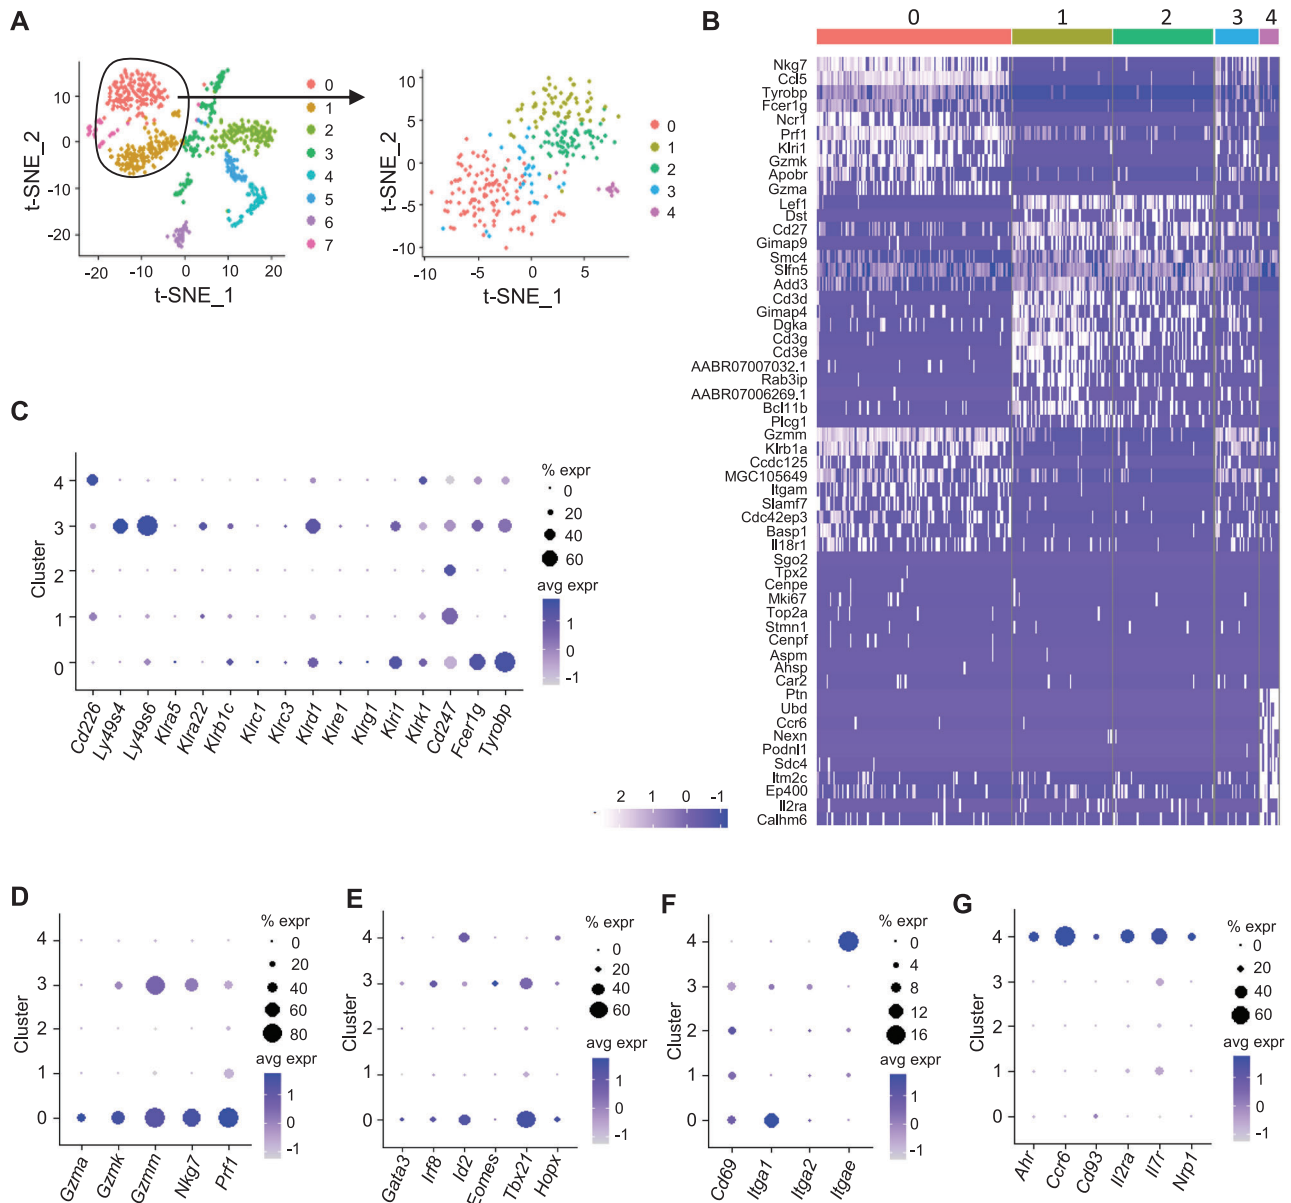 A
t-SNE_2
10
0
-10
-20
-20
-10
0
10
20
t-SNE_1
0
1
2
3
4
5
6
7
t-SNE_2
10
5
0
-5
-10
-10
-5
0
5
t-SNE_1
0
1
2
3
4
B
0
1
2
3
4
Nkg7
Ccl5
Tyrobp
Fcer1g
Ncr1
Prf1
Klri1
Gzmk
Apobr
Gzma
Lef1
Dst
Cd27
Gimap9
Smc4
Slfn5
Add3
Cd3d
Gimap4
Dgka
Cd3g
Cd3e
AABR07007032.1
Rab3ip
AABR07006269.1
Bcl11b
Plcg1
Gzmm
Klrb1a
Ccdc125
MGC105649
Itgam
Slamf7
Cdc42ep3
Basp1
Il18r1
Sgo2
Tpx2
Cenpe
Mki67
Top2a
Stmn1
Cenpf
Aspm
Ahsp
Car2
Ptn
Ubd
Ccr6
Nexn
Podnl1
Sdc4
Itm2c
Ep400
Il2ra
Calhm6
2 1 0 -1
C
Cluster
4
3
2
1
0
Cd226
Ly49s4
Ly49s6
Klra5
Klra22
Klrb1c
Klrc1
Klrc3
Klrd1
Klre1
Klrg1
Klri1
Klrk1
Cd247
Fcer1g
Tyrobp
% expr
0
20
40
60
avg expr
1
0
-1
D
Cluster
4
3
2
1
0
Gzma
Gzmk
Gzmm
Nkg7
Prf1
% expr
0
20
40
60
80
avg expr
1
0
-1
E
Cluster
4
3
2
1
0
Gata3
Irf8
Id2
Eomes
Tbx21
Hopx
% expr
0
20
40
60
avg expr
1
0
-1
F
Cluster
4
3
2
1
0
Cd69
Itga1
Itga2
Itgae
% expr
0
4
8
12
16
avg expr
1
0
-1
G
Cluster
4
3
2
1
0
Ahr
Ccr6
Cd93
Il2ra
Il7r
Nrp1
% expr
0
20
40
60
avg expr
1
0
-1